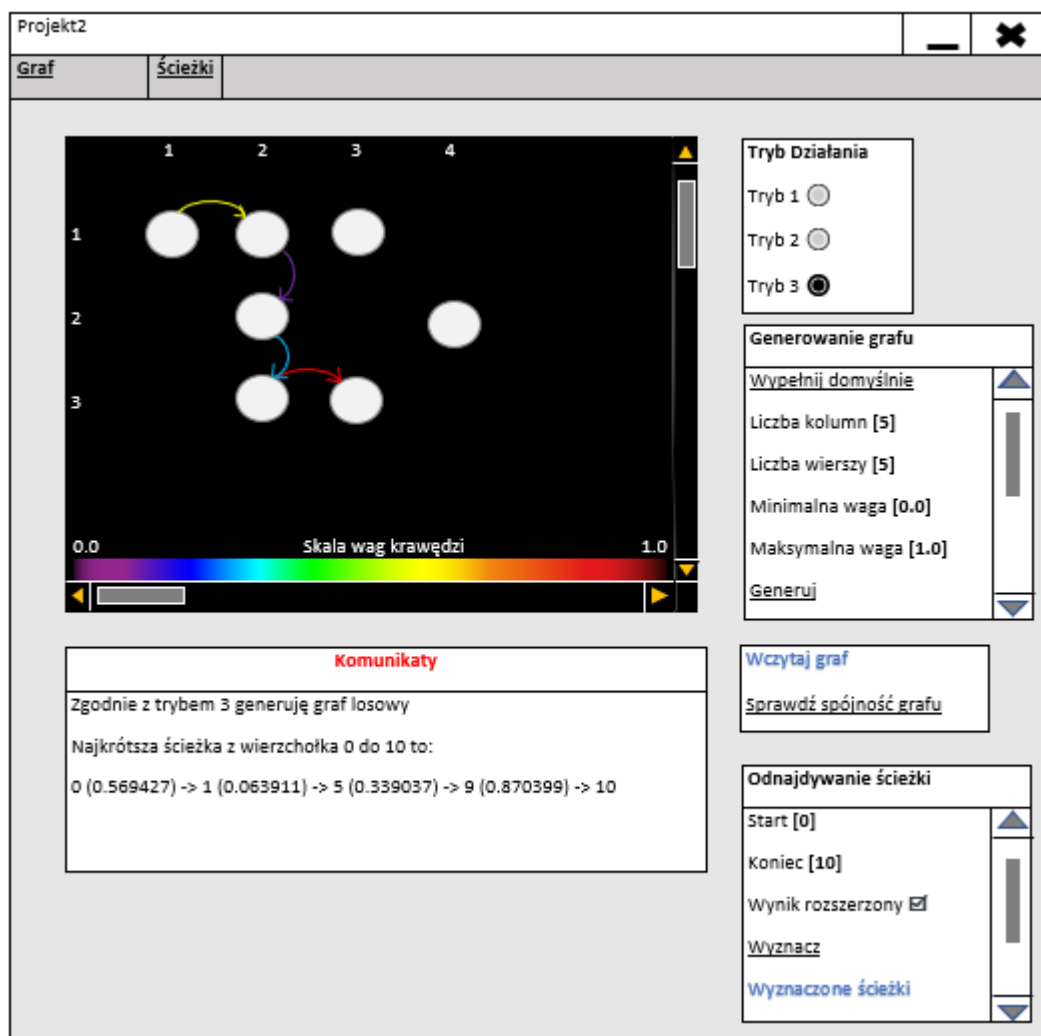 Projekt2
Graf
Ścieżki
1 2 3 4
1
2
3
0.0 Skala wag krawędzi 1.0
Tryb Działania
Tryb 1
Tryb 2
Tryb 3
Generowanie grafu
Wypełnij domyślnie
Liczba kolumn [5]
Liczba wierszy [5]
Minimalna waga [0.0]
Maksymalna waga [1.0]
Generuj
Komunikaty
Zgodnie z trybem 3 generuję graf losowy
Najkrótsza ścieżka z wierzchołka 0 do 10 to:
0 (0.569427) -> 1 (0.063911) -> 5 (0.339037) -> 9 (0.870399) -> 10
Wczytaj graf
Sprawdź spójność grafu
Odnajdywanie ścieżki
Start [0]
Koniec [10]
Wynik rozszerzony
Wyznacz
Wyznaczone ścieżki